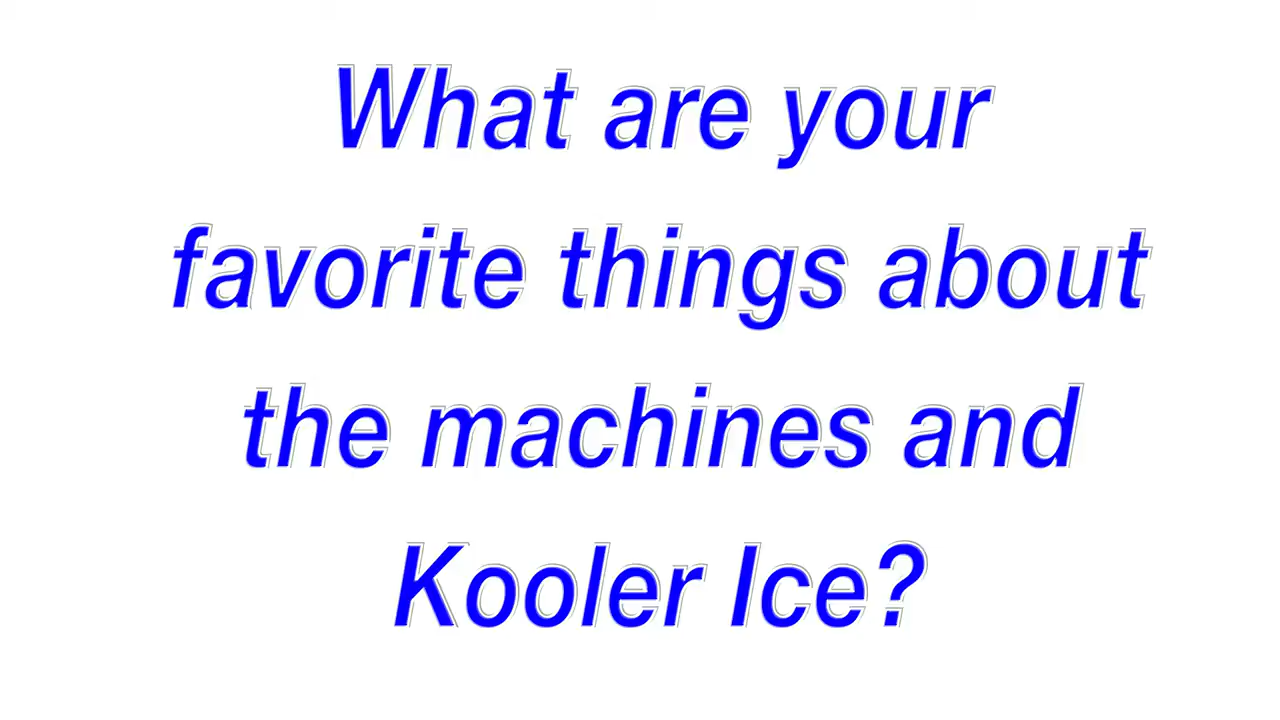 What are your
favorite things about
the machines and
Kooler Ice?